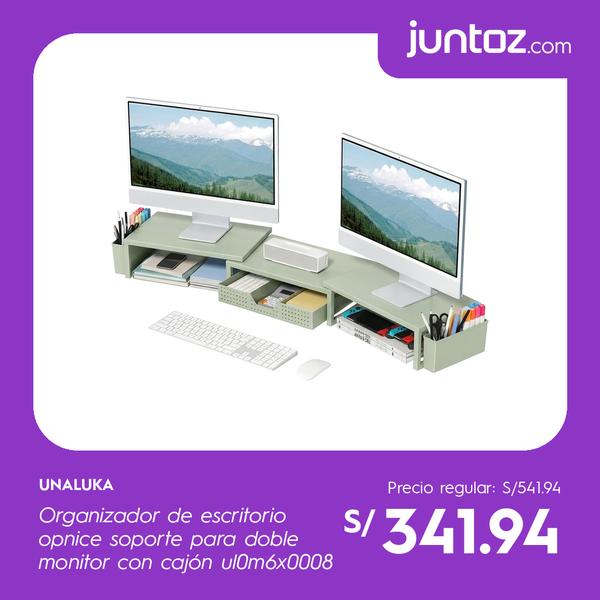 juntoz.com
UNALUKA
Organizador de escritorio
opnice soporte para doble
monitor con cajón ul0m6x0008
Precio regular: S/541.94
S/ 341.94